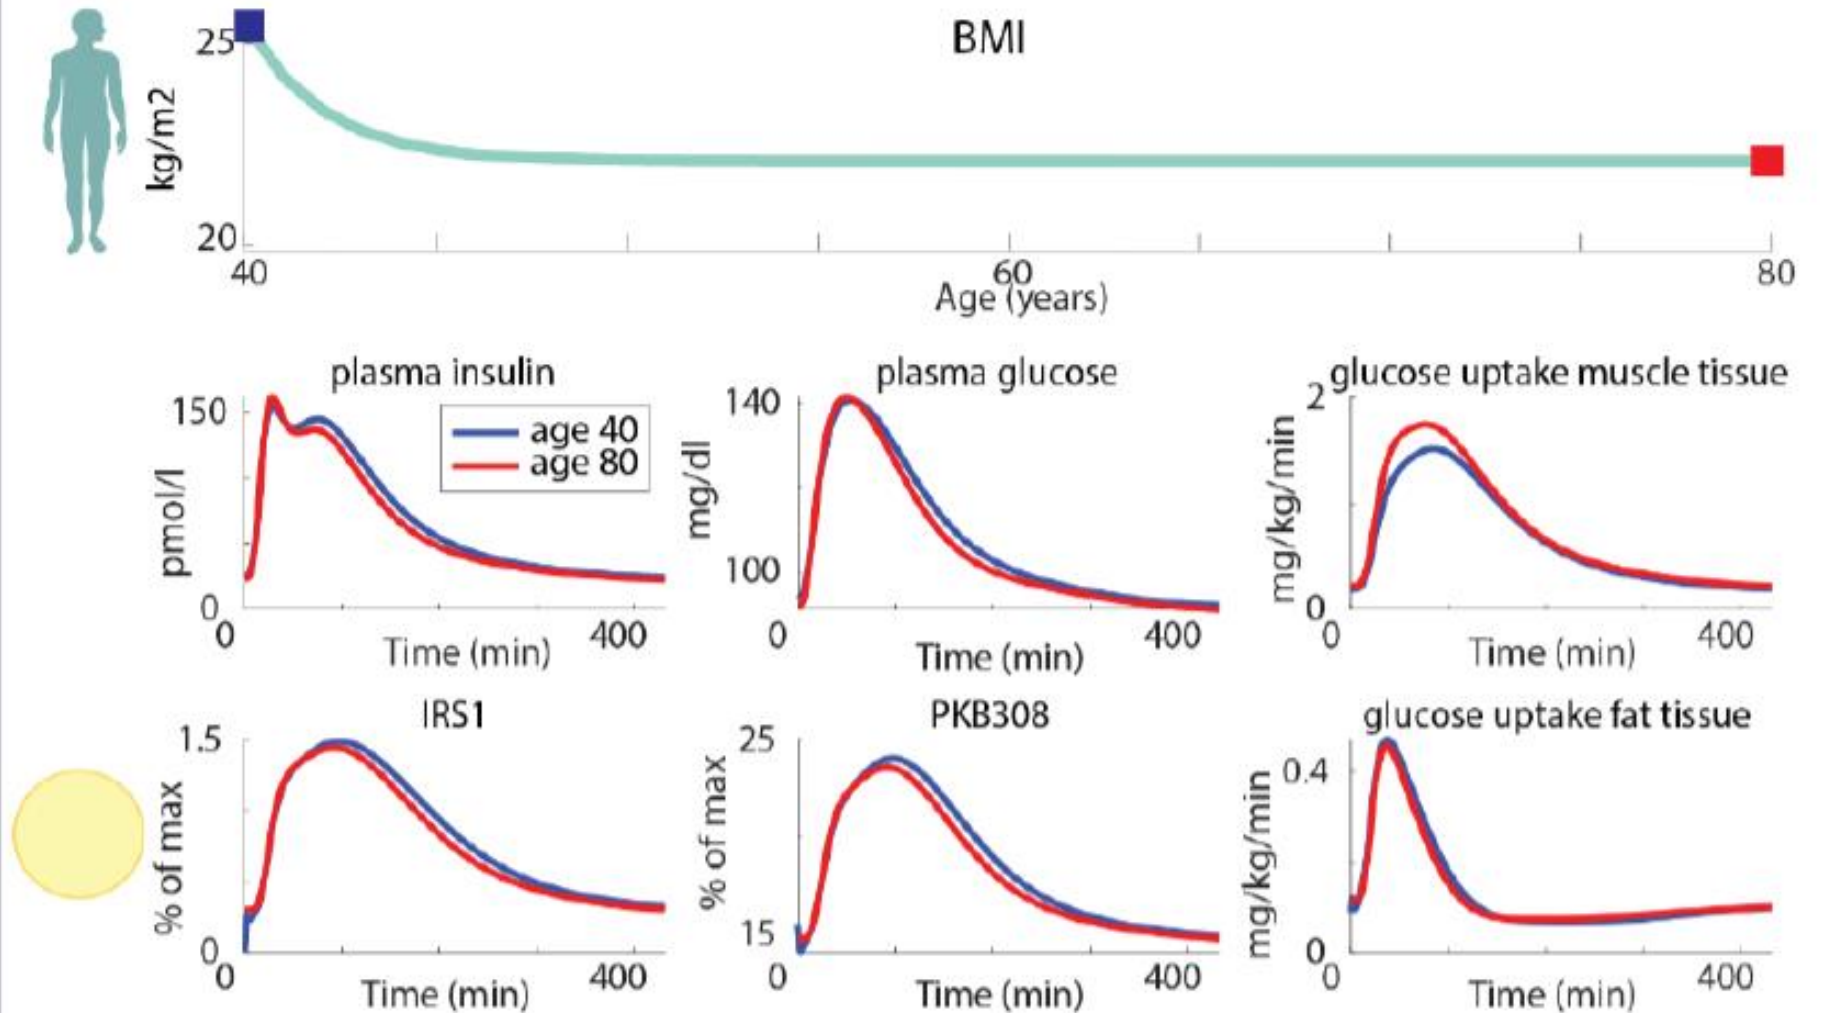 BMI
25
kg/m2
20
40
60
80
Age (years)
plasma insulin
150
pmol/l
0
0
400
Time (min)
age 40
age 80
plasma glucose
140
mg/dl
100
0
400
Time (min)
glucose uptake muscle tissue
2
mg/kg/min
0
0
400
Time (min)
IRS1
1.5
% of max
0
0
400
Time (min)
PKB308
25
% of max
15
0
400
Time (min)
glucose uptake fat tissue
0.4
mg/kg/min
0
0
400
Time (min)